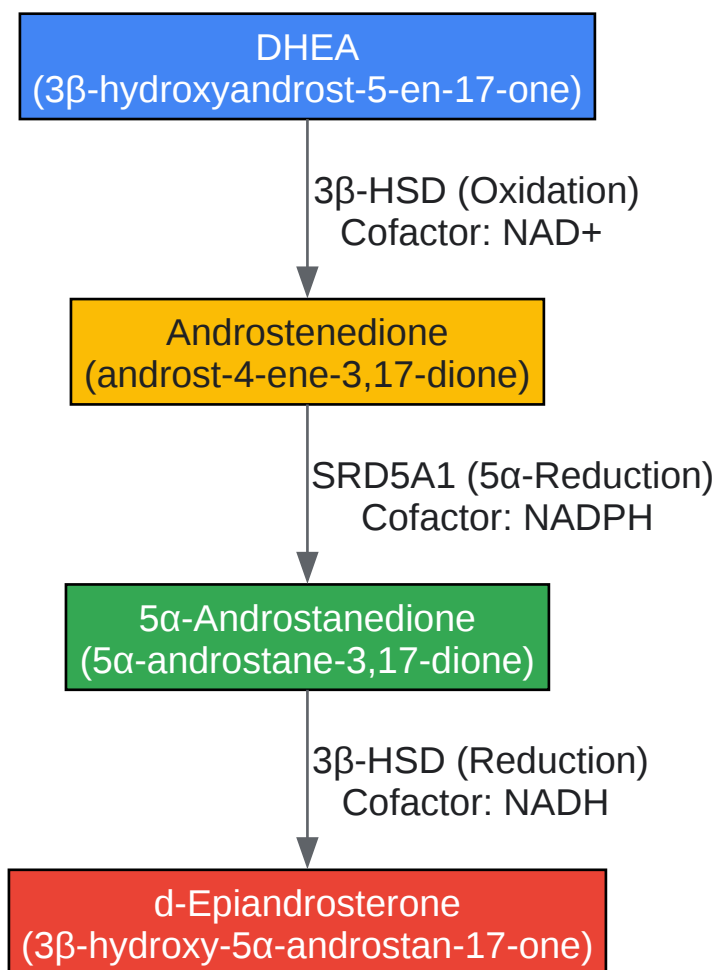 DHEA
(3β-hydroxyandrost-5-en-17-one)
3β-HSD (Oxidation)
Cofactor: NAD+
Androstenedione
(androst-4-ene-3,17-dione)
SRD5A1 (5α-Reduction)
Cofactor: NADPH
5α-Androstanedione
(5α-androstane-3,17-dione)
3β-HSD (Reduction)
Cofactor: NADH
d-Epiandrosterone
(3β-hydroxy-5α-androstan-17-one)